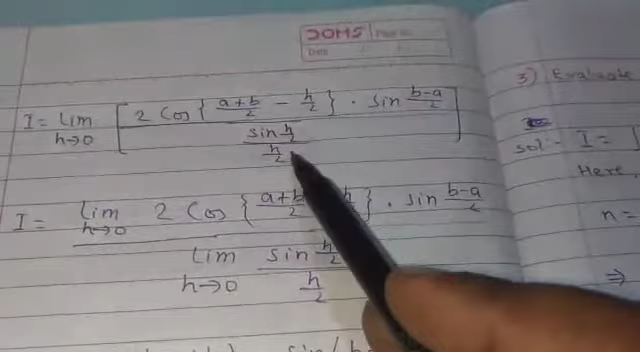 DOMS
Date
I = lim h→0 [ 2 Cos { a+b/2 - h/2 } · sin b-a/2 / sin h/2 / h/2 ]
I = lim h→0 2 Cos { a+b/2 h/2 } · sin b-a/2
lim h→0 sin h/2 / h/2
3) Evaluate
Sol - I =
Here,
n =
⇒